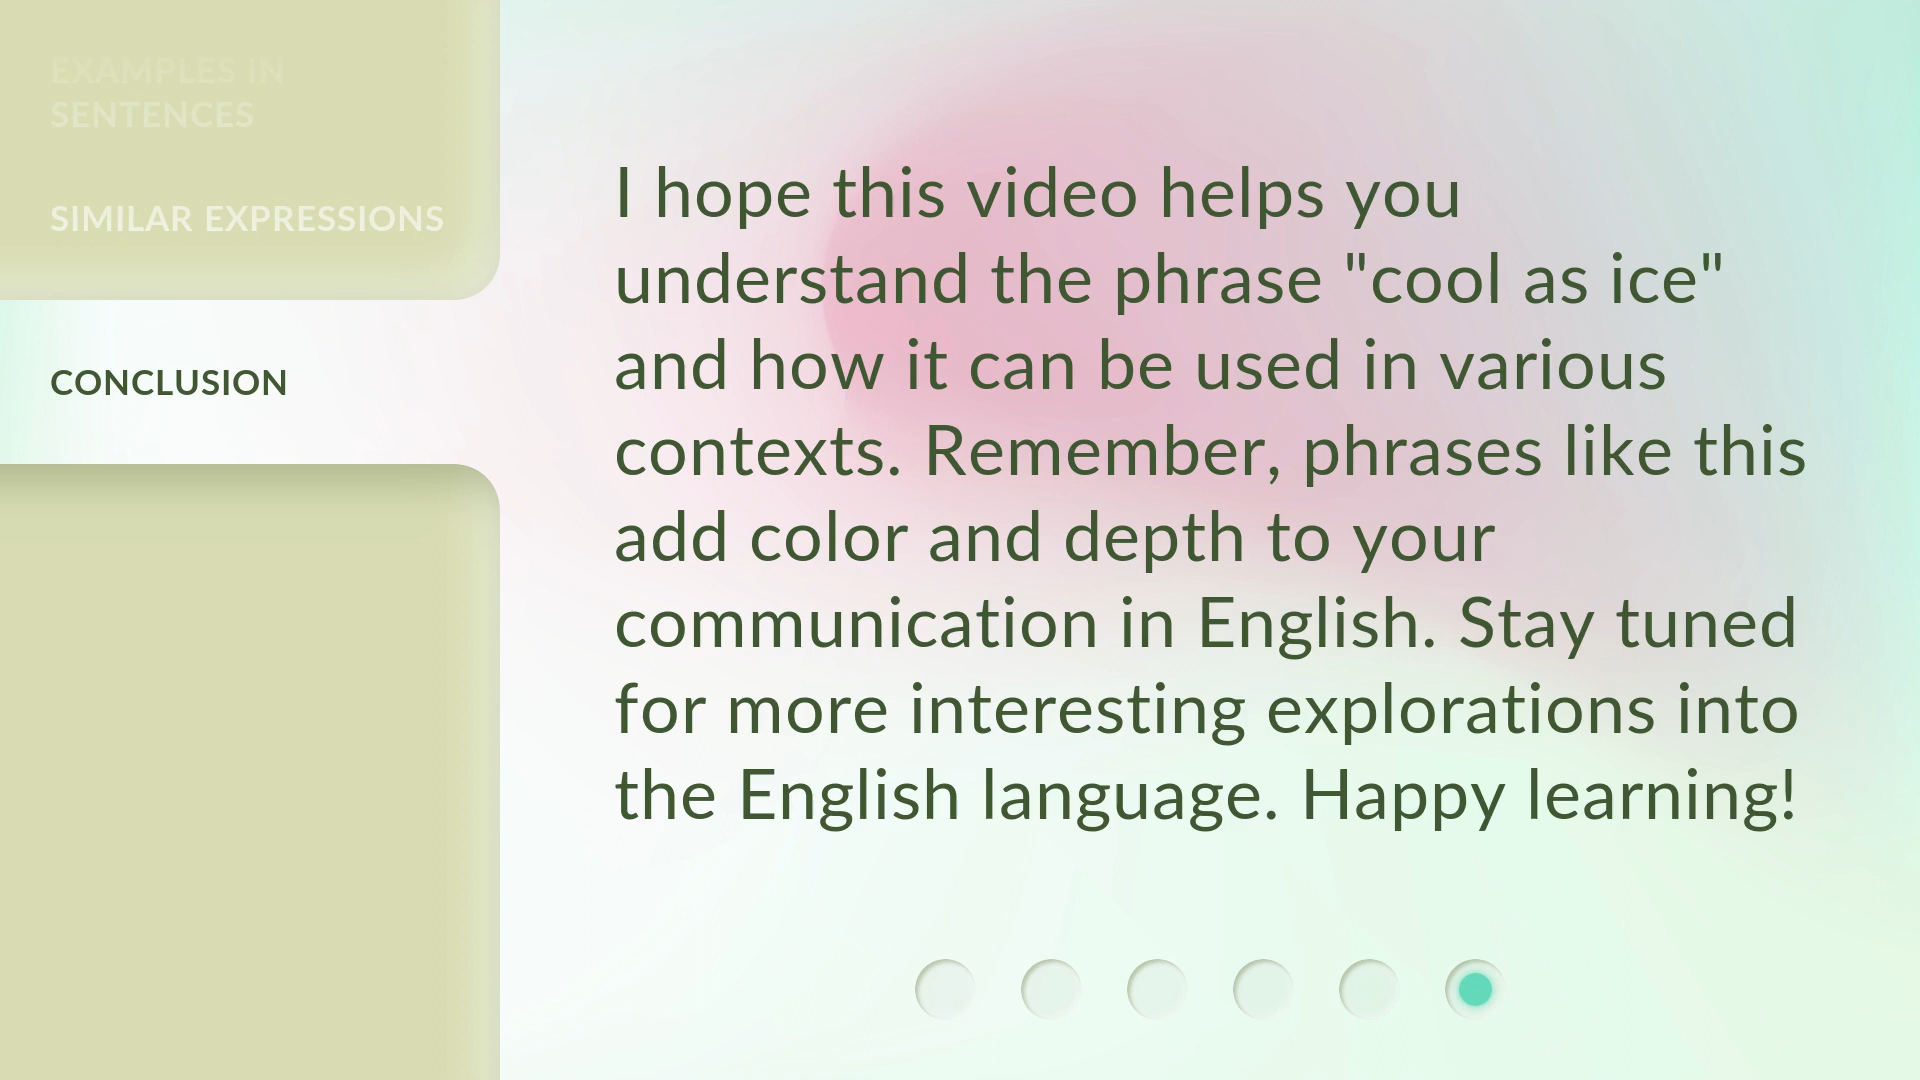 EXAMPLES IN
SENTENCES
SIMILAR EXPRESSIONS
CONCLUSION
I hope this video helps you
understand the phrase "cool as ice"
and how it can be used in various
contexts. Remember, phrases like this
add color and depth to your
communication in English. Stay tuned
for more interesting explorations into
the English language. Happy learning!